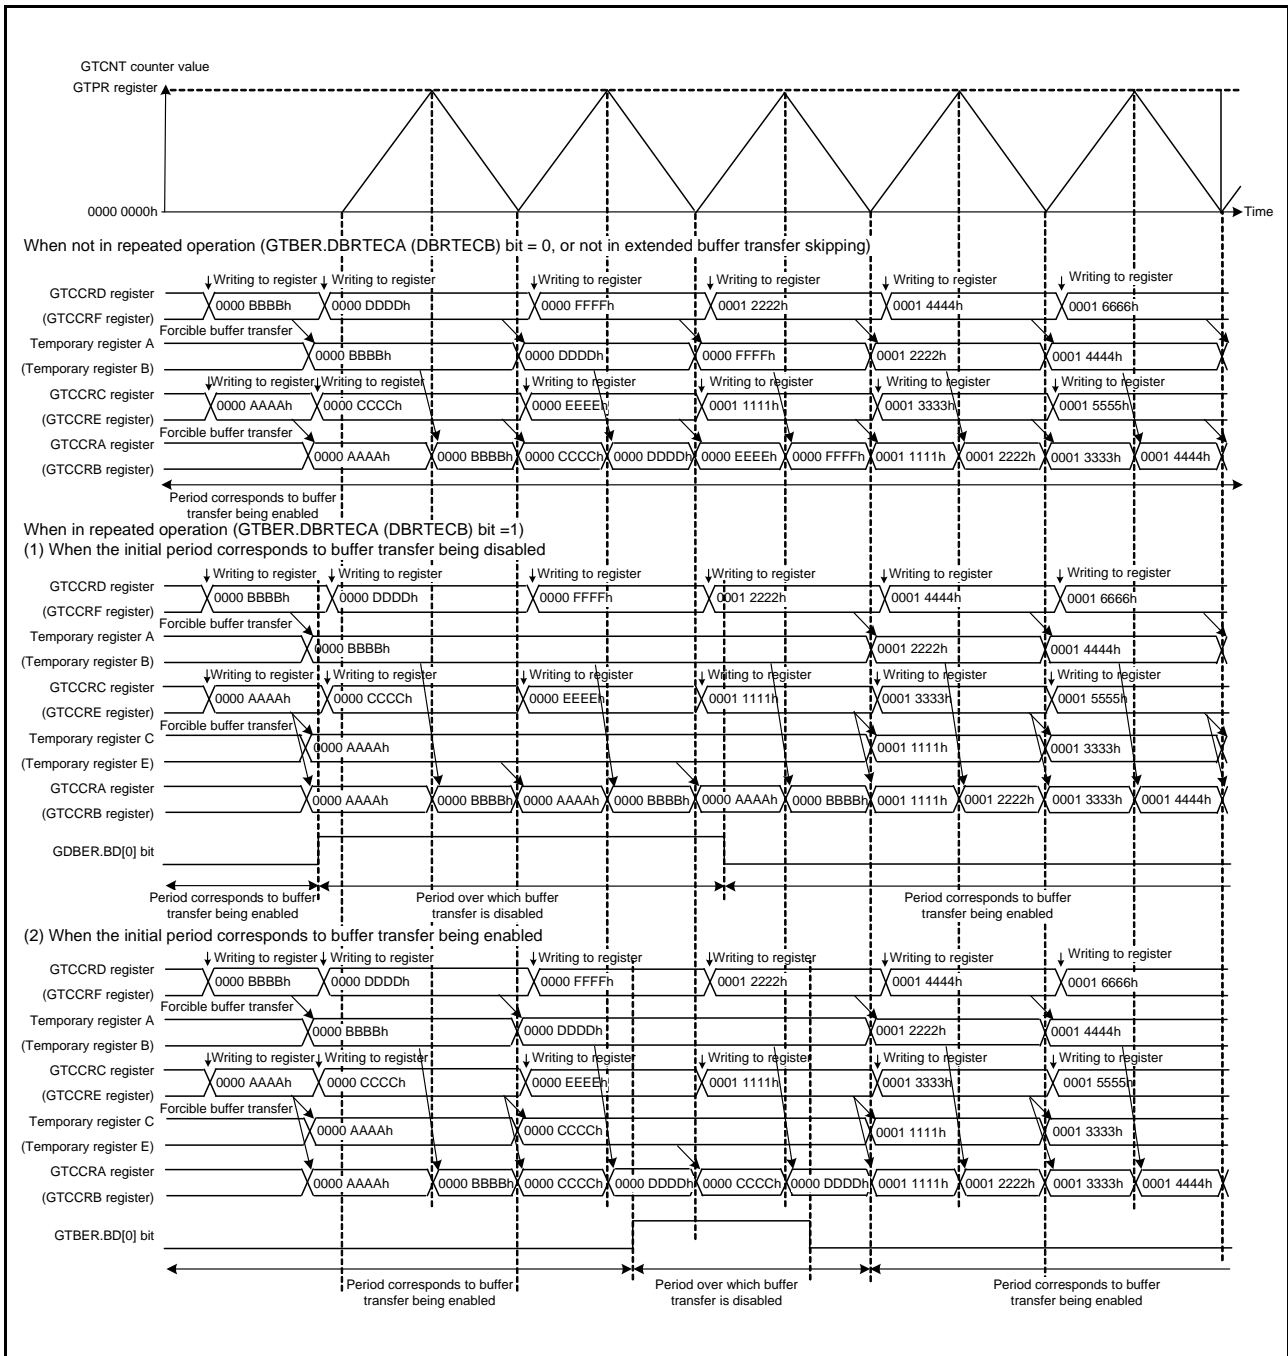 GTCNT counter value
GTPR register
0000 0000h
Time
When not in repeated operation (GTBER.DBRTECA (DBRTECB) bit = 0, or not in extended buffer transfer skipping)
Writing to register Writing to register Writing to register Writing to register Writing to register Writing to register
GTCCRD register
(GTCCRF register)
0000 BBBBh 0000 DDDDh 0000 FFFFh 0001 2222h 0001 4444h 0001 6666h
Forcible buffer transfer
Temporary register A
(Temporary register B)
0000 BBBBh 0000 DDDDh 0000 FFFFh 0001 2222h 0001 4444h
Writing to register Writing to register Writing to register Writing to register Writing to register Writing to register
GTCCRC register
(GTCCRE register)
0000 AAAAh 0000 CCCCh 0000 EEEEh 0001 1111h 0001 3333h 0001 5555h
Forcible buffer transfer
GTCCRA register
(GTCCRB register)
0000 AAAAh 0000 BBBBh 0000 CCCCh 0000 DDDDh 0000 EEEEh 0000 FFFFh 0001 1111h 0001 2222h 0001 3333h 0001 4444h
Period corresponds to buffer
transfer being enabled
When in repeated operation (GTBER.DBRTECA (DBRTECB) bit =1)
(1) When the initial period corresponds to buffer transfer being disabled
Writing to register Writing to register Writing to register Writing to register Writing to register Writing to register
GTCCRD register
(GTCCRF register)
0000 BBBBh 0000 DDDDh 0000 FFFFh 0001 2222h 0001 4444h 0001 6666h
Forcible buffer transfer
Temporary register A
(Temporary register B)
0000 BBBBh 0001 2222h 0001 4444h
Writing to register Writing to register Writing to register Writing to register Writing to register Writing to register
GTCCRC register
(GTCCRE register)
0000 AAAAh 0000 CCCCh 0000 EEEEh 0001 1111h 0001 3333h 0001 5555h
Forcible buffer transfer
Temporary register C
(Temporary register E)
0000 AAAAh 0001 1111h 0001 3333h
GTCCRA register
(GTCCRB register)
0000 AAAAh 0000 BBBBh 0000 AAAAh 0000 BBBBh 0000 AAAAh 0000 BBBBh 0001 1111h 0001 2222h 0001 3333h 0001 4444h
GDBER.BD[0] bit
Period corresponds to buffer Period over which buffer Period corresponds to buffer
transfer being enabled transfer is disabled transfer being enabled
(2) When the initial period corresponds to buffer transfer being enabled
Writing to register Writing to register Writing to register Writing to register Writing to register Writing to register
GTCCRD register
(GTCCRF register)
0000 BBBBh 0000 DDDDh 0000 FFFFh 0001 2222h 0001 4444h 0001 6666h
Forcible buffer transfer
Temporary register A
(Temporary register B)
0000 BBBBh 0000 DDDDh 0001 2222h 0001 4444h
Writing to register Writing to register Writing to register Writing to register Writing to register Writing to register
GTCCRC register
(GTCCRE register)
0000 AAAAh 0000 CCCCh 0000 EEEEh 0001 1111h 0001 3333h 0001 5555h
Forcible buffer transfer
Temporary register C
(Temporary register E)
0000 AAAAh 0000 CCCCh 0001 1111h 0001 3333h
GTCCRA register
(GTCCRB register)
0000 AAAAh 0000 BBBBh 0000 CCCCh 0000 DDDDh 0000 CCCCh 0000 DDDDh 0001 1111h 0001 2222h 0001 3333h 0001 4444h
GTBER.BD[0] bit
Period corresponds to buffer Period over which buffer Period corresponds to buffer
transfer being enabled transfer is disabled transfer being enabled